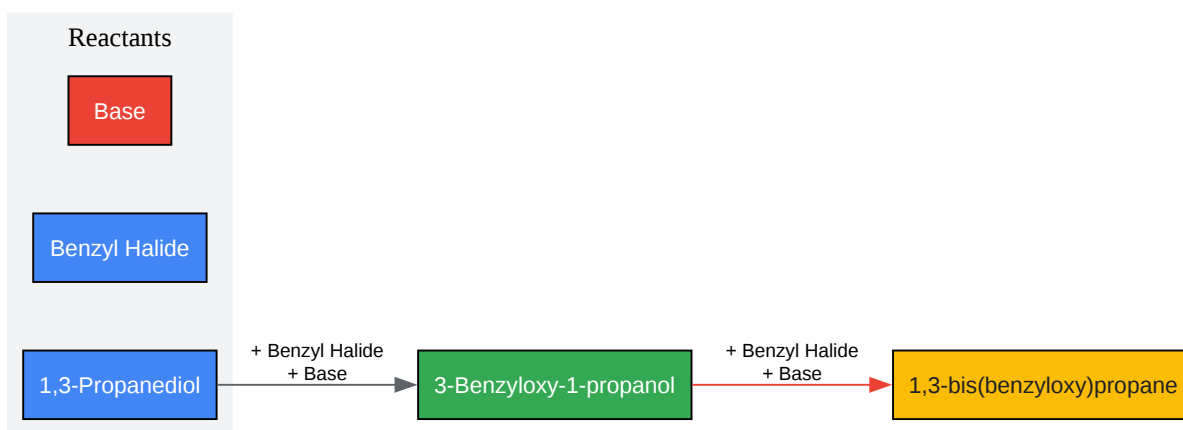 Reactants
Base
Benzyl Halide
1,3-Propanediol
+ Benzyl Halide
+ Base
3-Benzyloxy-1-propanol
+ Benzyl Halide
+ Base
1,3-bis(benzyloxy)propane